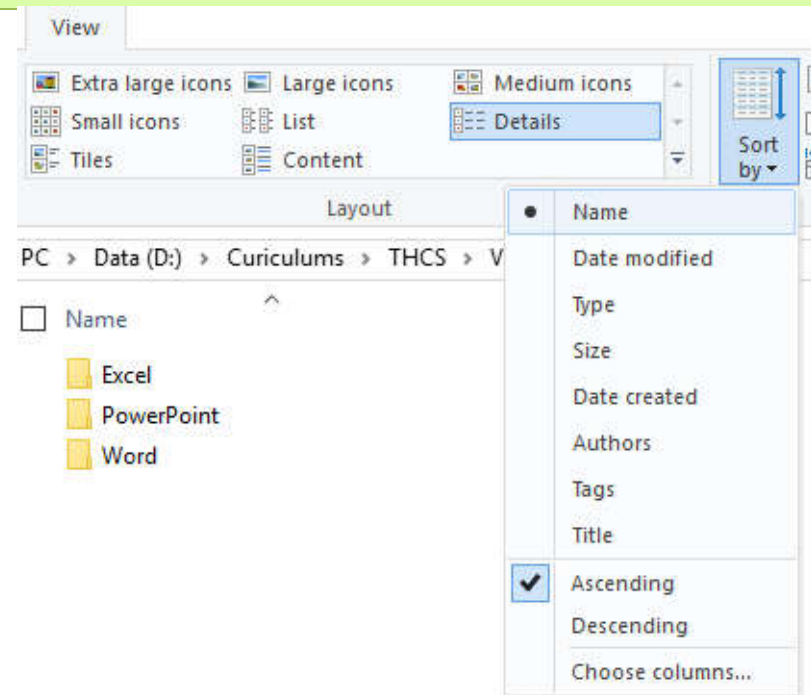 View
Extra large icons Large icons Medium icons
Small icons List Details
Tiles Content
Sort
by
Layout
PC > Data (D:) > Curiculums > THCS > V
Name
Excel
PowerPoint
Word
Name
Date modified
Type
Size
Date created
Authors
Tags
Title
Ascending
Descending
Choose columns...